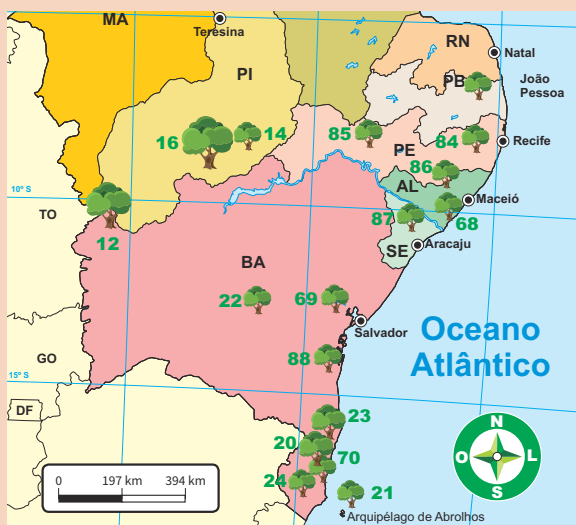 MA
Teresina
RN
Natal
PI
PB
João
Pessoa
16
14
85
84
PE
Recife
86
10º S
AL
Maceió
TO
12
87
68
SE
Aracaju
BA
22
69
Salvador
Oceano
Atlântico
88
GO
15º S
DF
23
20
70
24
21
N
O
L
S
0
197 km
394 km
Arquipélago de Abrolhos